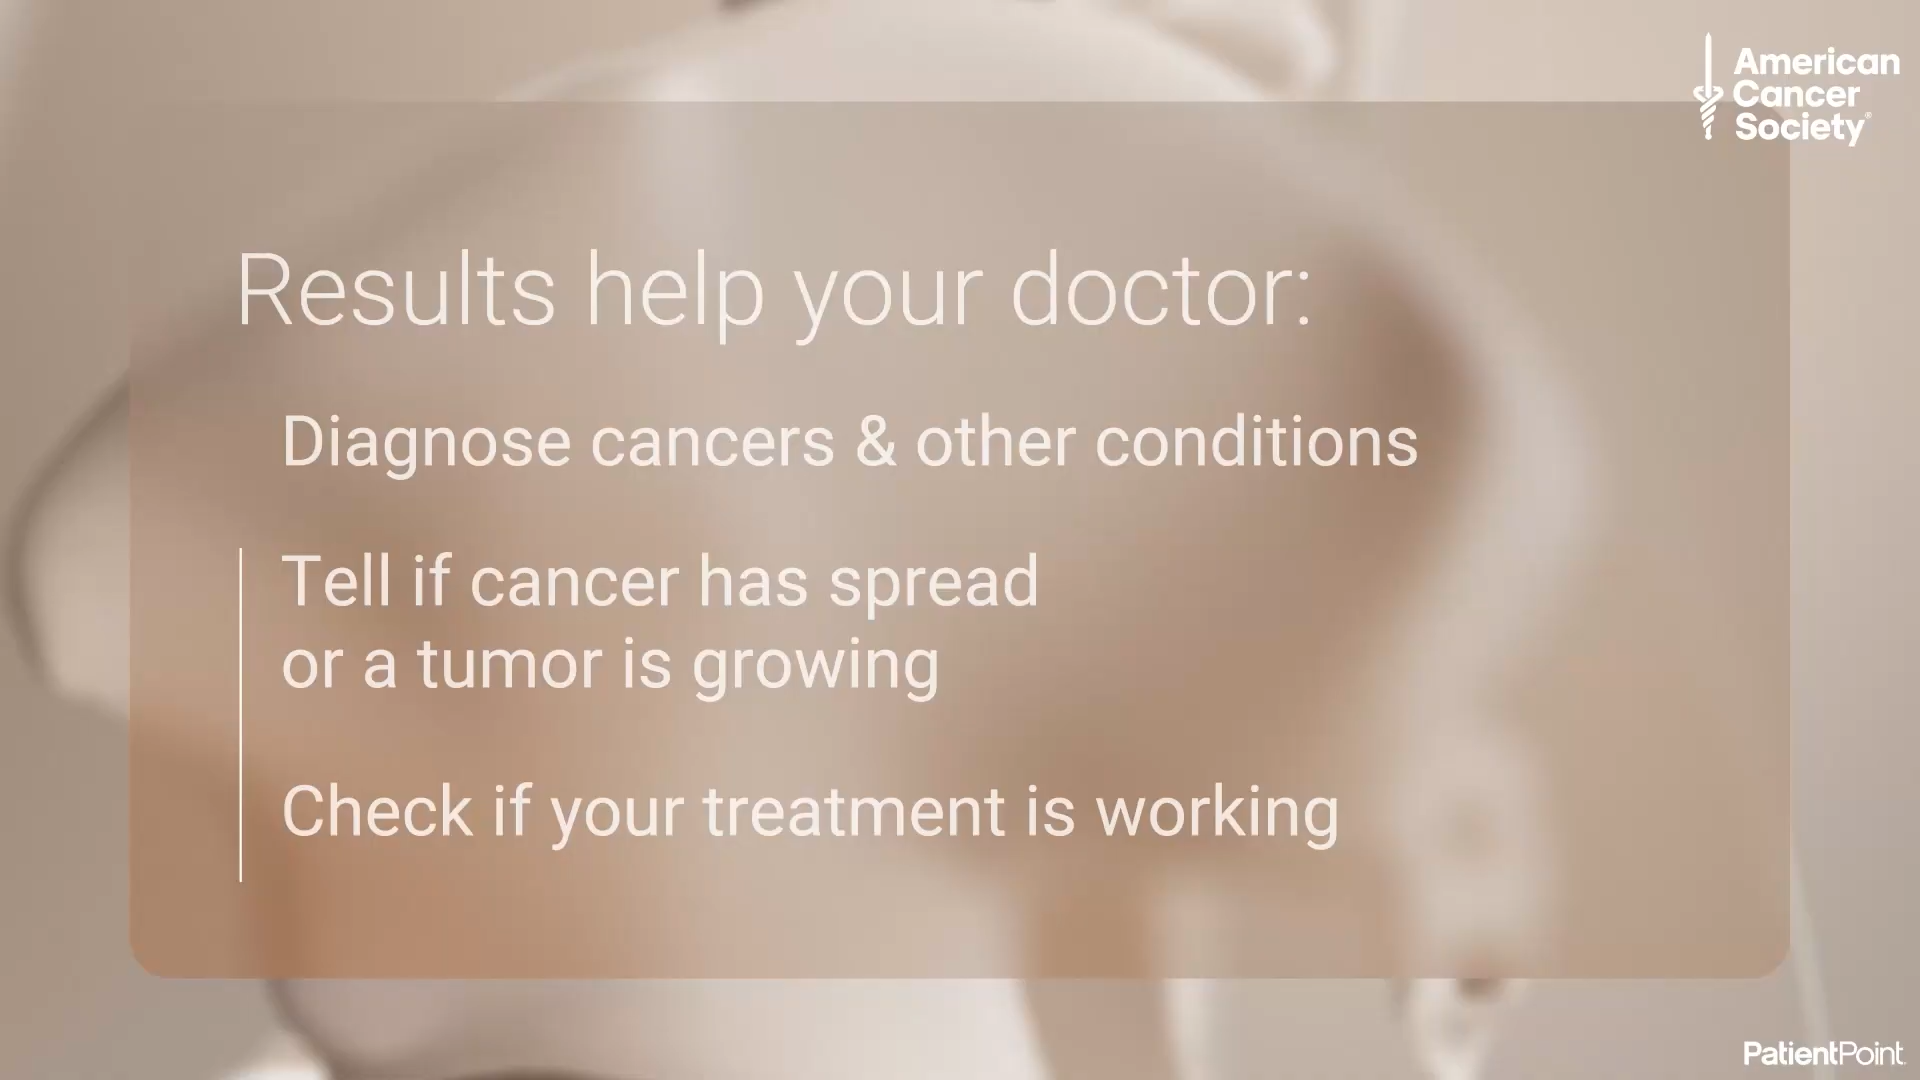 American
Cancer
Society®
Results help your doctor:
Diagnose cancers & other conditions
Tell if cancer has spread
or a tumor is growing
Check if your treatment is working
PatientPoint